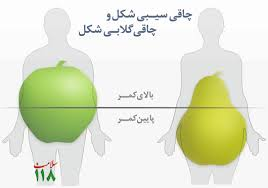 چاقی سیبی شکل و
چاقی گلابی شکل
بالای کمر
پایین کمر
سلامت
۱۱۸